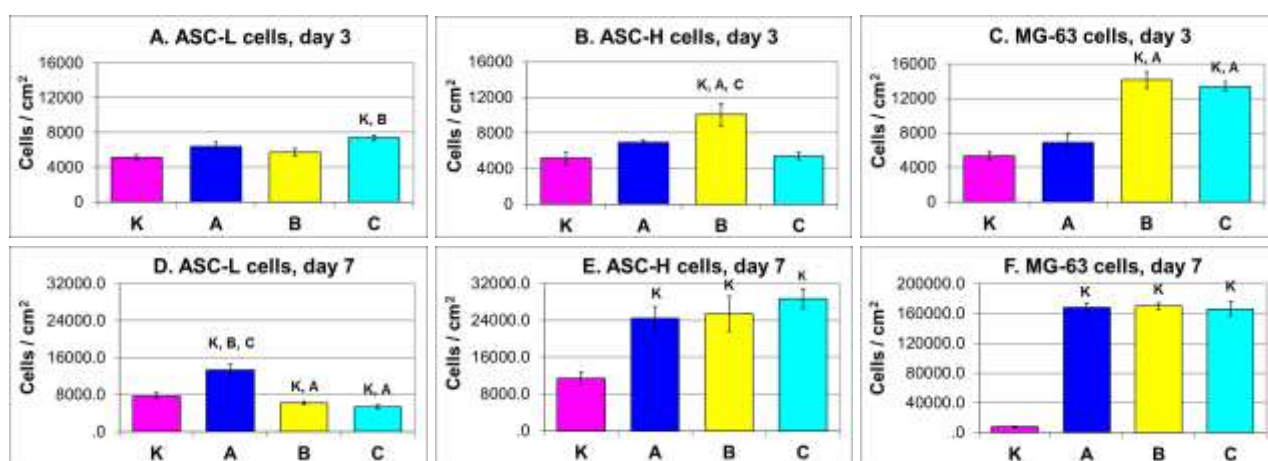 A. ASC-L cells, day 3
Cells / cm²
16000
12000
8000
4000
0
K, B
K A B C
B. ASC-H cells, day 3
Cells / cm²
16000
12000
8000
4000
0
K, A, C
K A B C
C. MG-63 cells, day 3
Cells / cm²
16000
12000
8000
4000
0
K, A
K, A
K A B C
D. ASC-L cells, day 7
Cells / cm²
32000.0
24000.0
16000.0
8000.0
.0
K, B, C
K, A
K, A
K A B C
E. ASC-H cells, day 7
Cells / cm²
32000.0
24000.0
16000.0
8000.0
.0
K
K
K
K A B C
F. MG-63 cells, day 7
Cells / cm²
200000.0
160000.0
120000.0
80000.0
40000.0
.0
K
K
K
K A B C